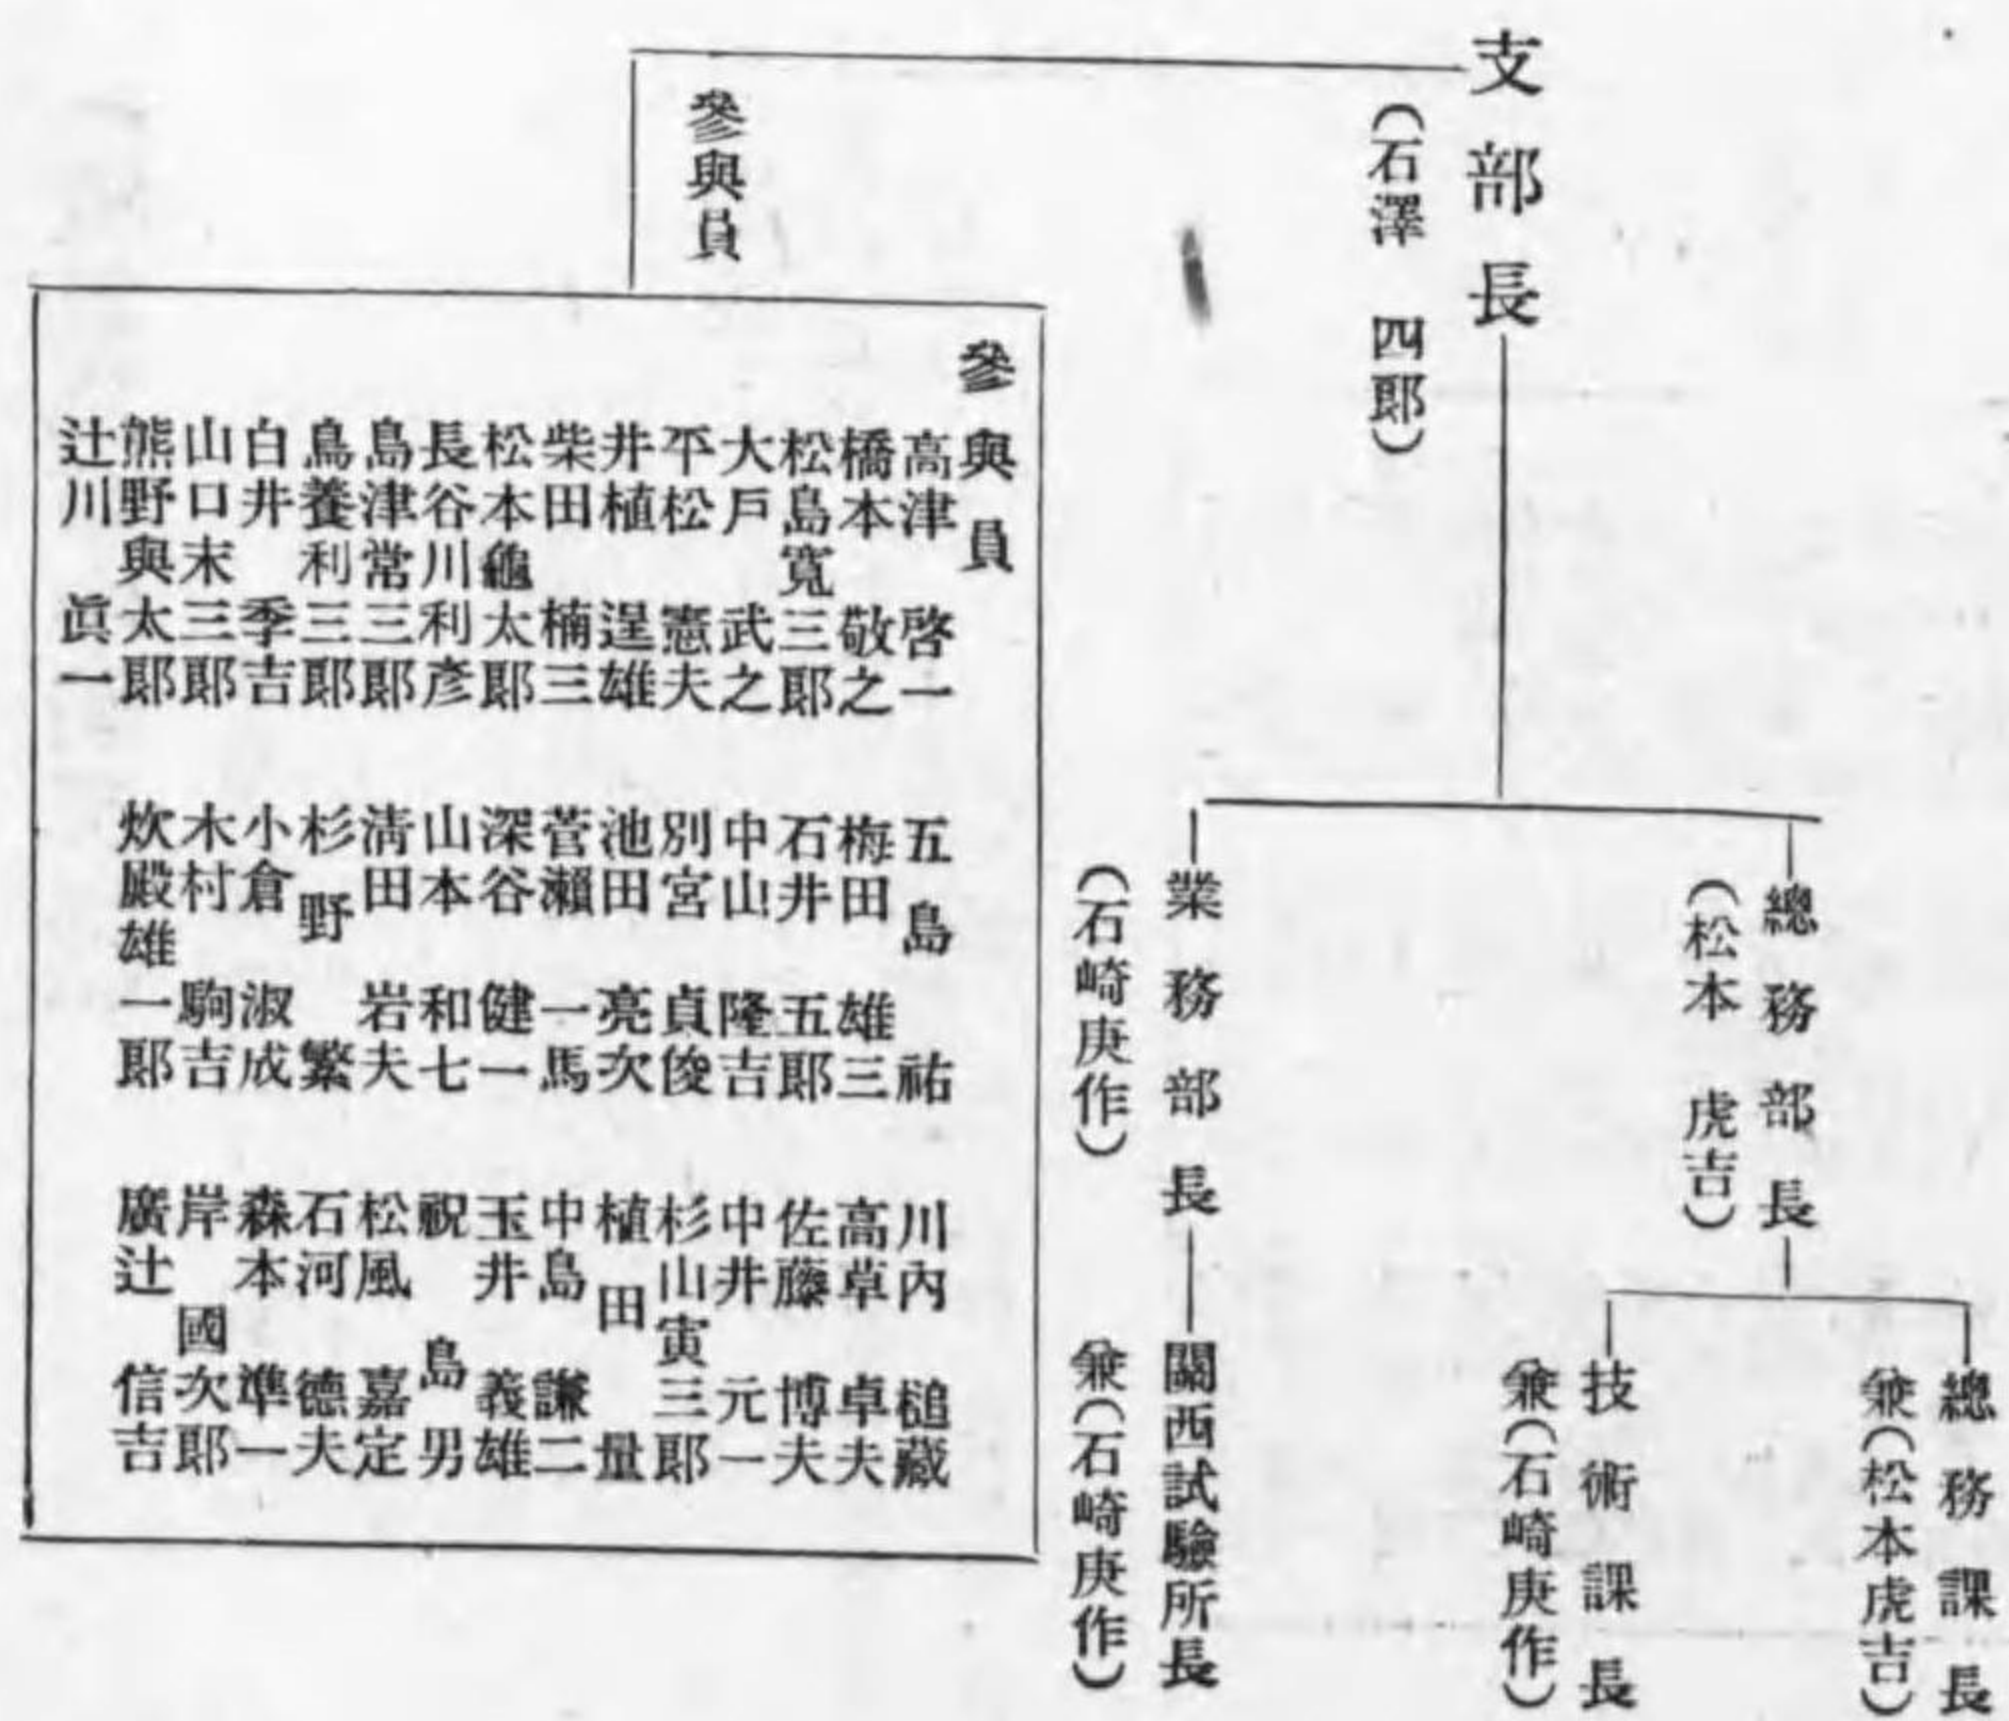 支部長
(石澤 四郎)
總務部長
(松本 虎吉)
總務課長
兼(松本虎吉)
技術課長
兼(石崎庚作)
業務部長
(石崎庚作)
關西試驗所長
兼(石崎庚作)
參與員
參與員
高津 啓一
橋本 敬之
松島寬三郎
大戶 武之
平松 憲夫
井植 逞雄
柴田 楠三
松本龜太郎
長谷川利彥
島津常三郎
鳥養利三郎
白井 季吉
山口末三郎
熊野與太郎
辻川 眞一
五島 祐
梅田 雄三
石井 五郎
中山 隆吉
別宮 貞俊
池田 亮次
菅瀨 一馬
深谷 健一
山本 和七
淸田 岩夫
杉野 繁
小倉 淑成
木村 駒吉
炊殿雄一郎
川內 槌藏
高草 卓夫
佐藤 博夫
中井 元一
杉山寅三郎
植田 量
中島 謙二
玉井 義雄
祝 島男
松風 嘉定
石河 德夫
森本 準一
岸 國次郎
廣辻 信吉